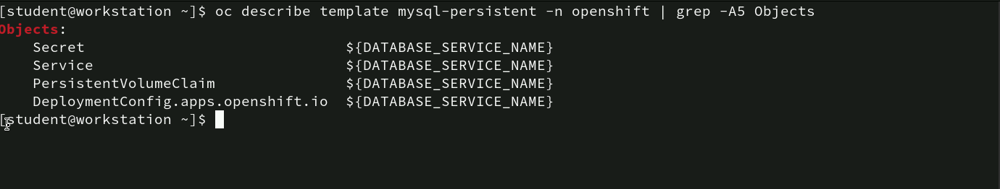 [student@workstation ~]$ oc describe template mysql-persistent -n openshift | grep -A5 Objects
Objects:
    Secret                              ${DATABASE_SERVICE_NAME}
    Service                             ${DATABASE_SERVICE_NAME}
    PersistentVolumeClaim               ${DATABASE_SERVICE_NAME}
    DeploymentConfig.apps.openshift.io  ${DATABASE_SERVICE_NAME}
[student@workstation ~]$